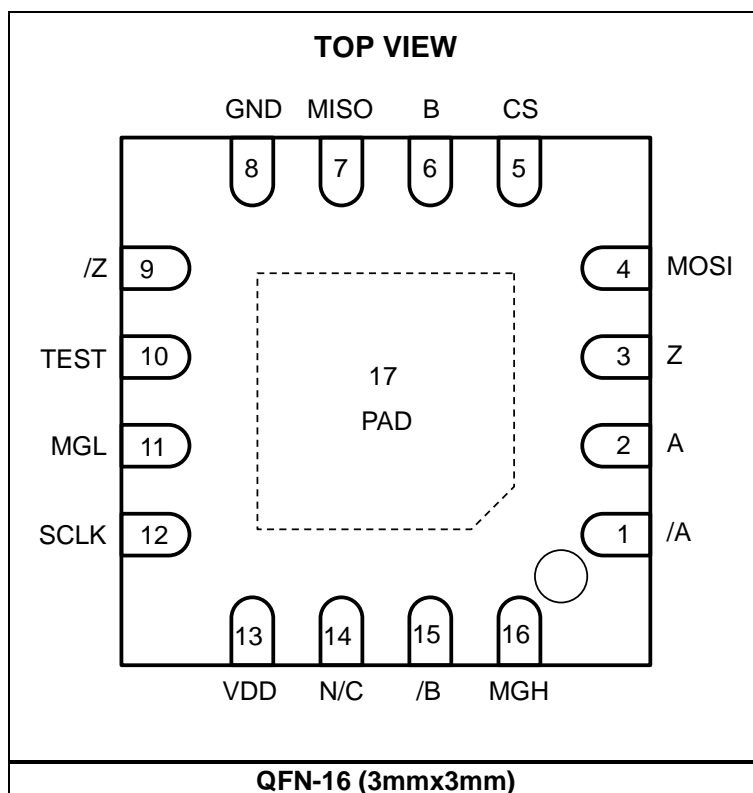 TOP VIEW
GND MISO B CS
8 7 6 5
/Z 9 4 MOSI
TEST 10 3 Z
17
PAD
MGL 11 2 A
SCLK 12 1 /A
13 14 15 16
VDD N/C /B MGH
QFN-16 (3mmx3mm)